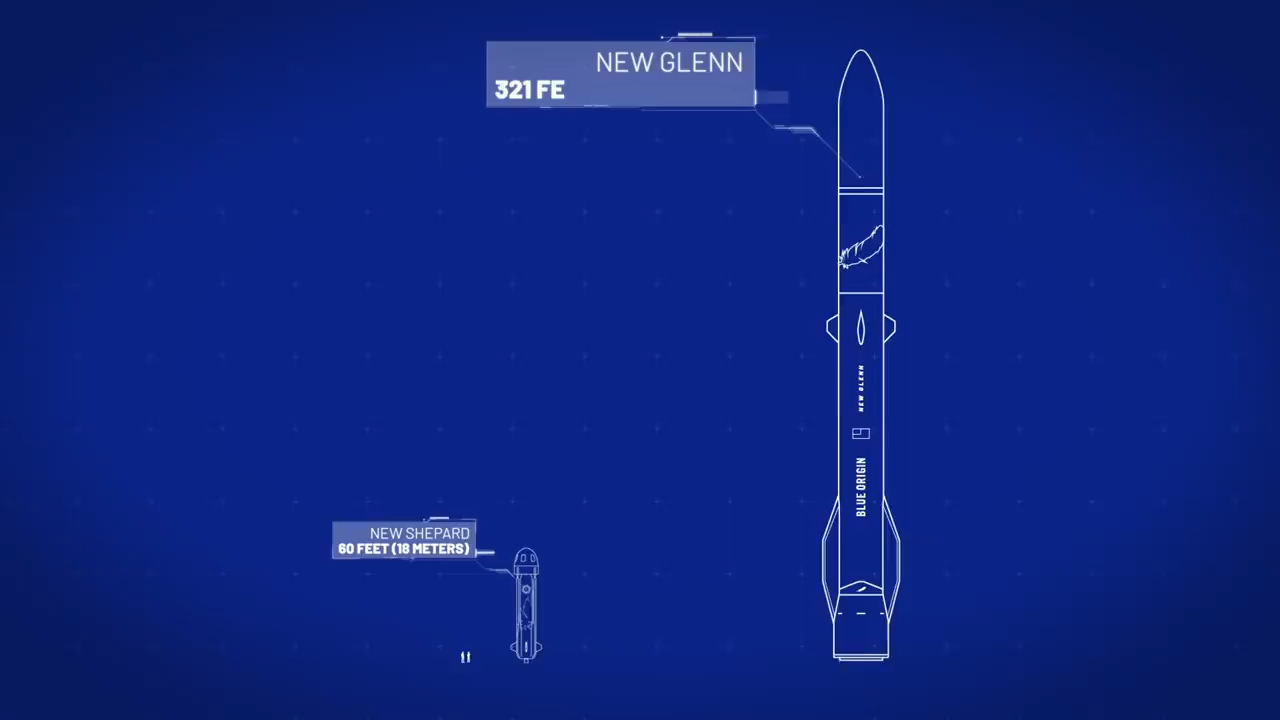 NEW GLENN
321 FE
NEW GLENN
BLUE ORIGIN
NEW SHEPARD
60 FEET (18 METERS)